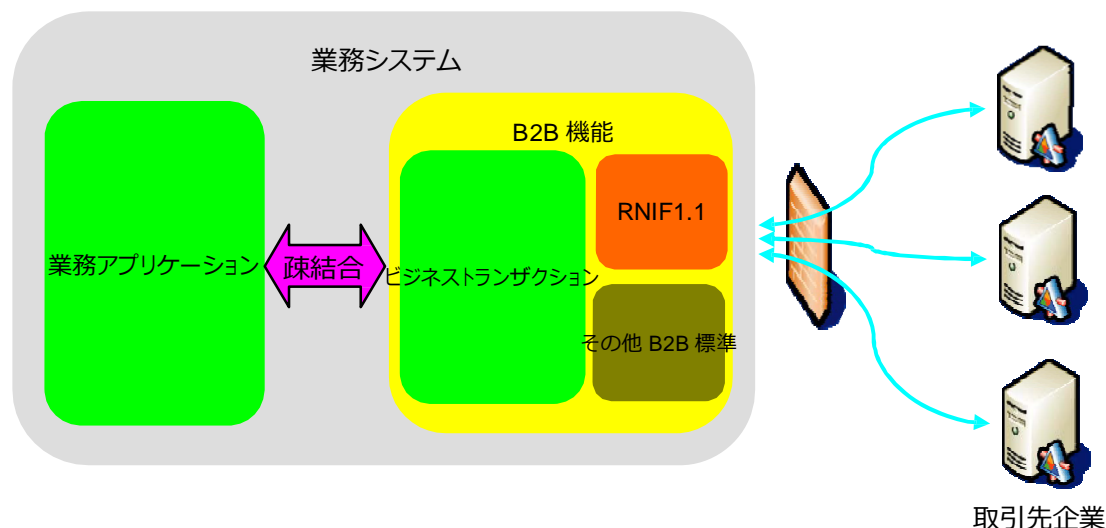 業務システム
B2B 機能
RNIF1.1
業務アプリケーション
疎結合
ビジネストランザクション
その他 B2B 標準
取引先企業